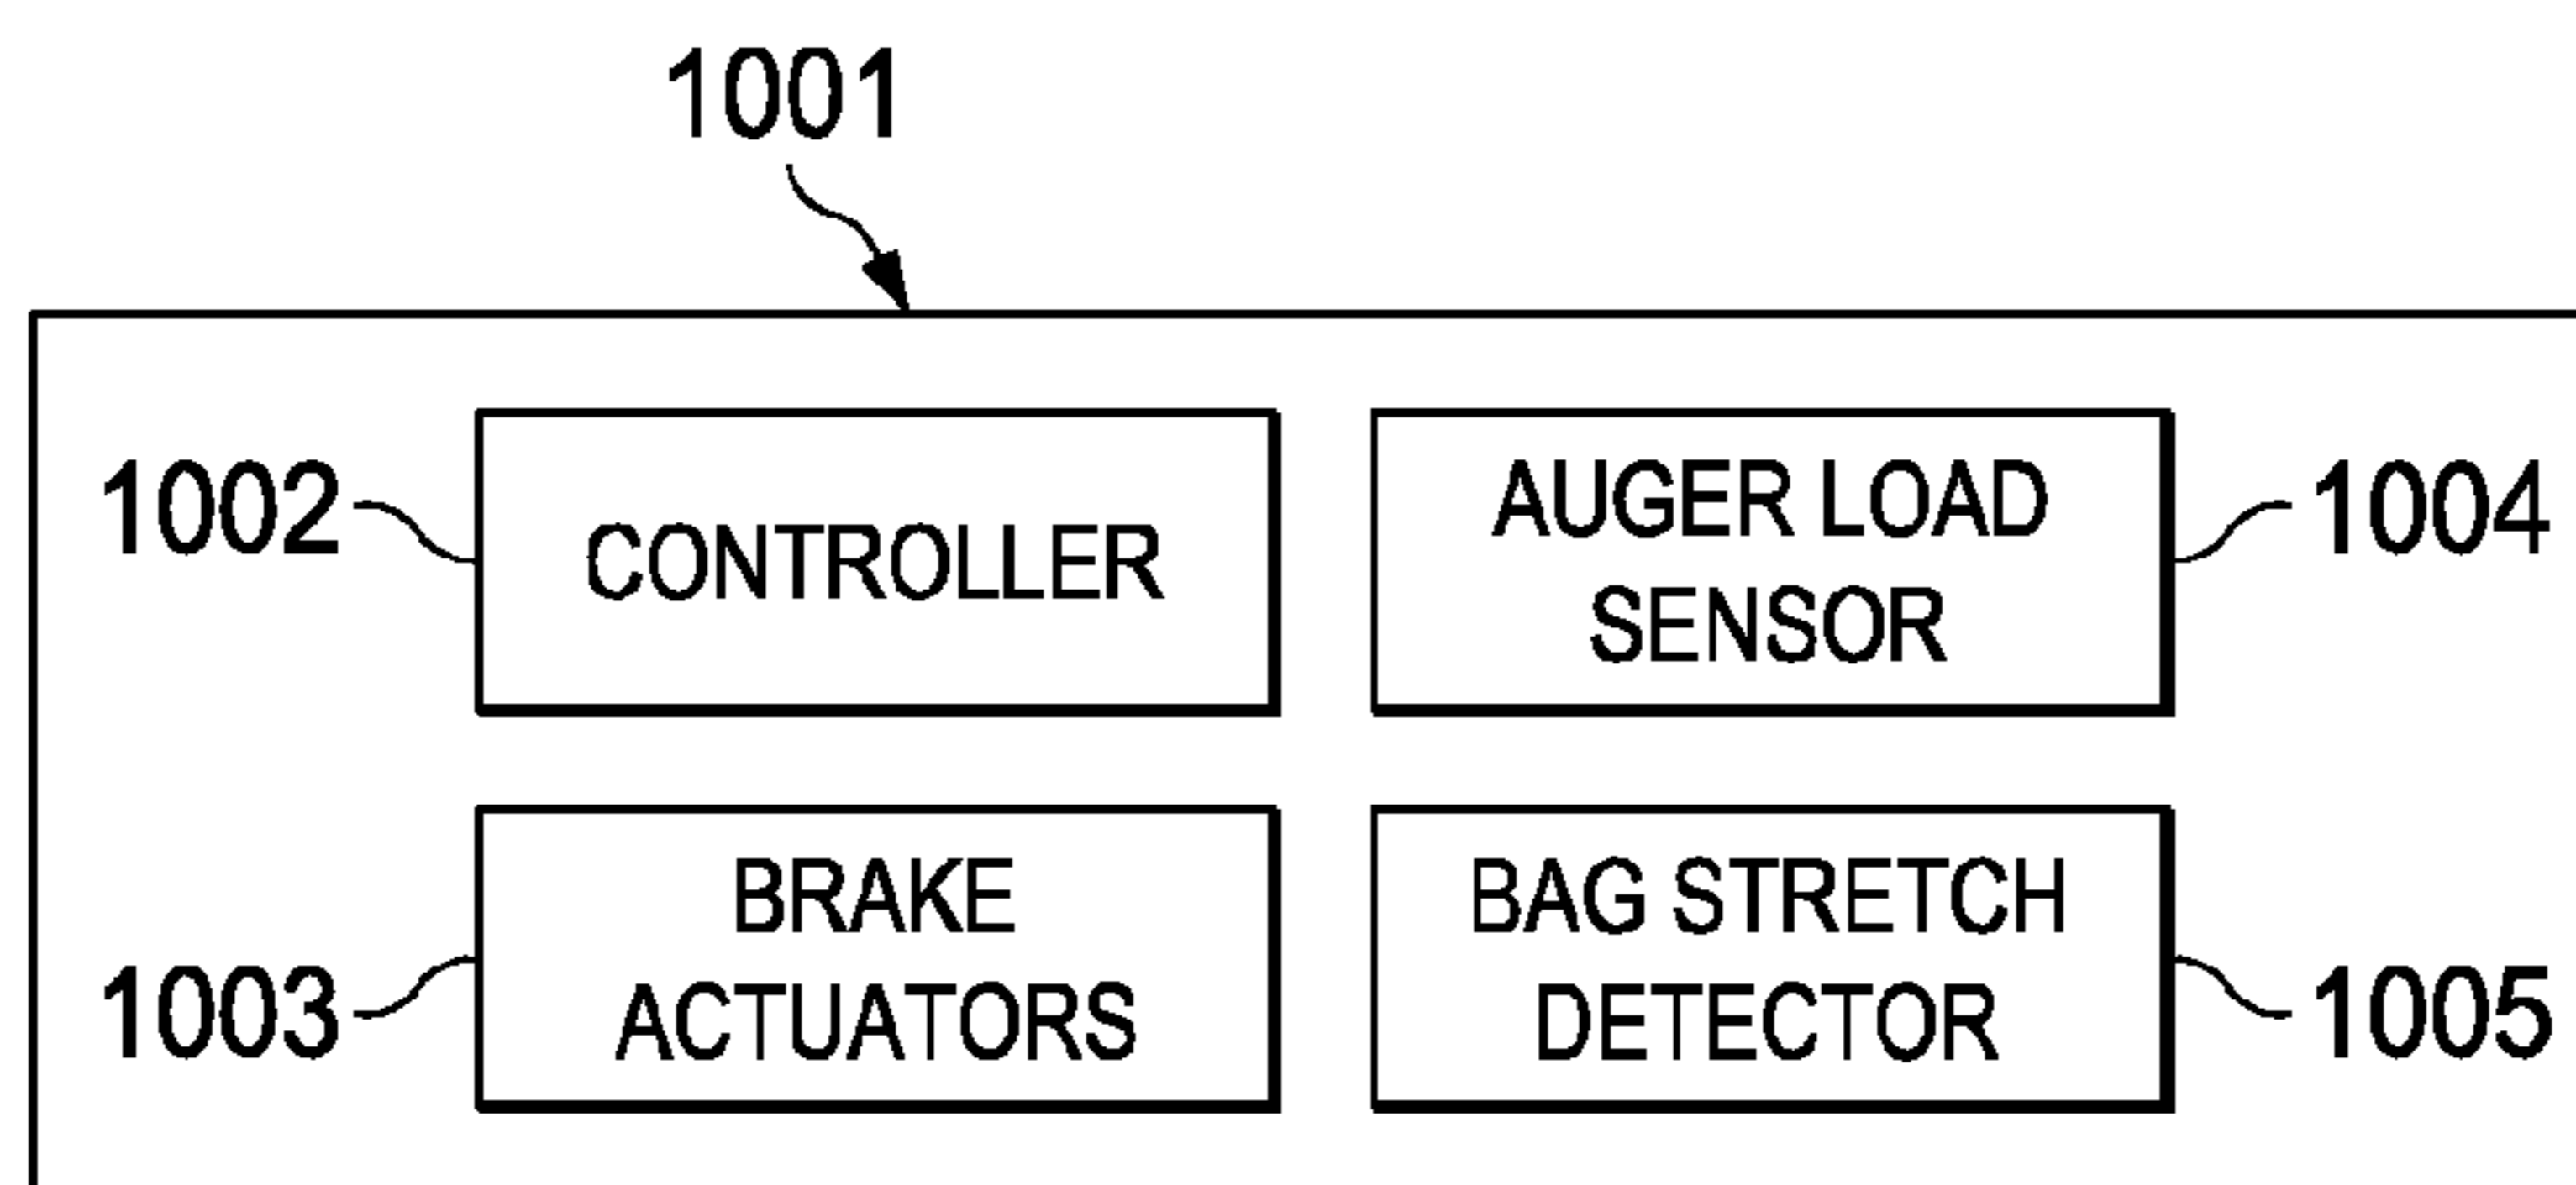 1001
1002
CONTROLLER
AUGER LOAD
SENSOR
1004
1003
BRAKE
ACTUATORS
BAG STRETCH
DETECTOR
1005